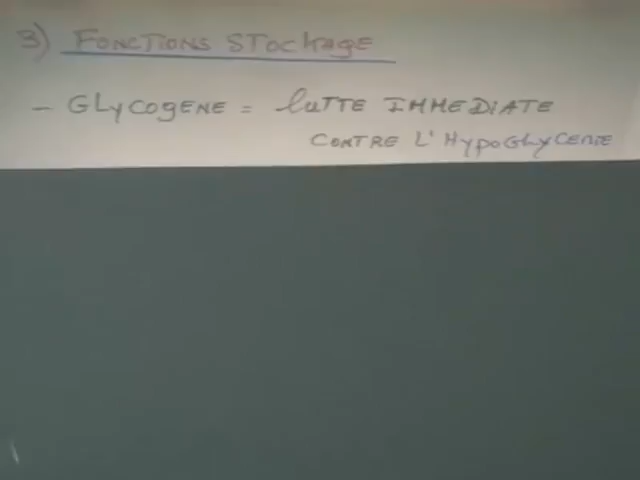 3) FONCTIONS STOCKAGE
- GLYCOGENE = LUTTE IMMEDIATE
CONTRE L'HYPOGLYCEMIE